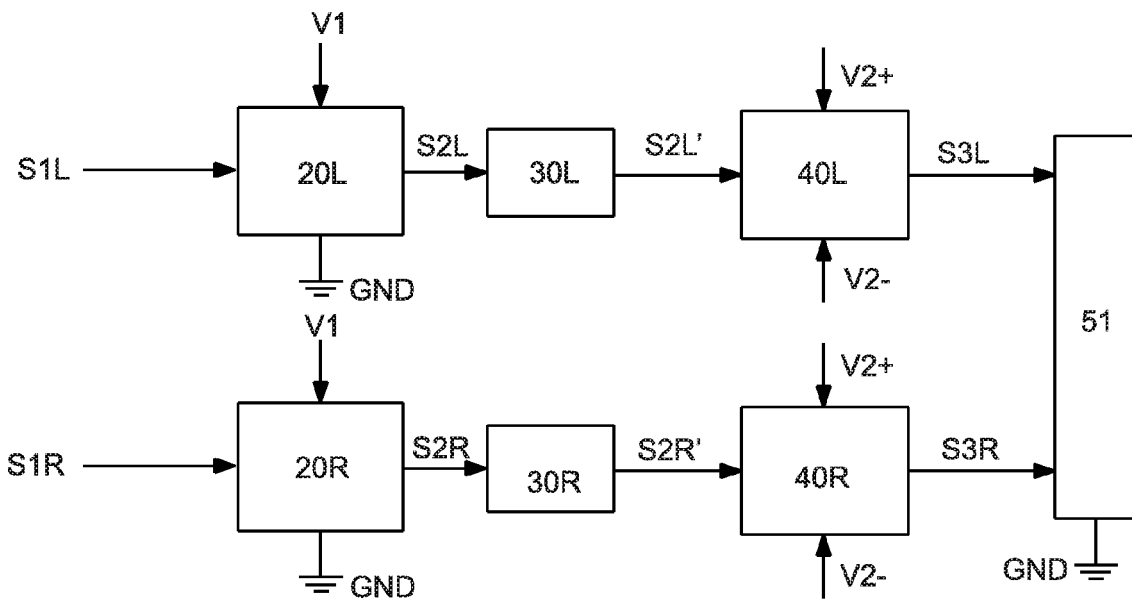 V1
V2+
S1L
20L
S2L
30L
S2L'
40L
S3L
GND
V2-
51
V1
V2+
S1R
20R
S2R
30R
S2R'
40R
S3R
GND
V2-
GND